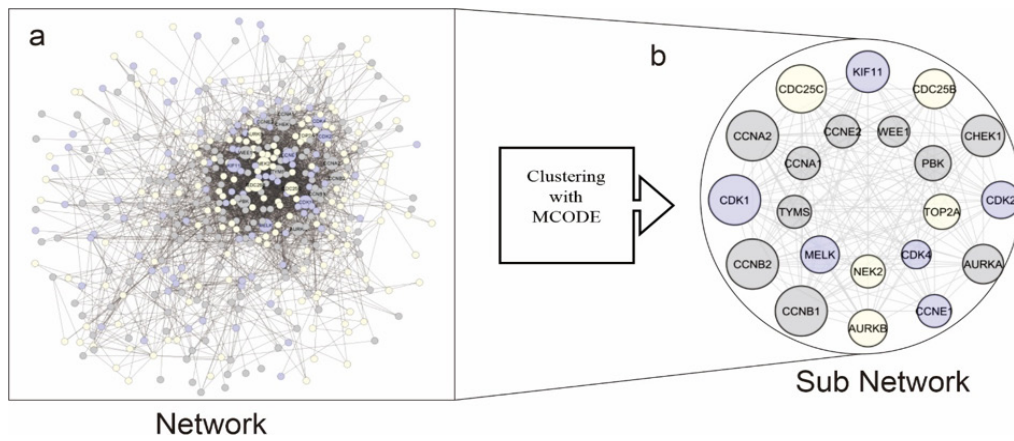 a
b
KIF11
CDC25C
CDC25B
CCNA2
CCNE2
WEE1
CHEK1
CCNA1
PBK
CDK1
TYMS
TOP2A
CDK2
MELK
CDK4
CCNB2
NEK2
AURKA
CCNB1
CCNE1
AURKB
Clustering
with
MCODE
Network
Sub Network